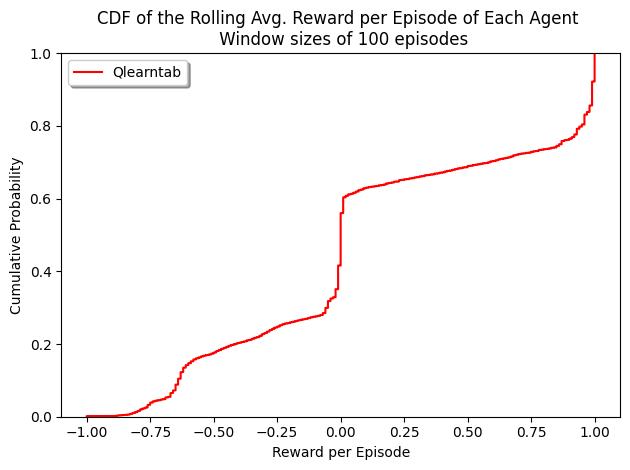 CDF of the Rolling Avg. Reward per Episode of Each Agent
Window sizes of 100 episodes
Qlearntab
Cumulative Probability
1.0
0.8
0.6
0.4
0.2
0.0
−1.00 −0.75 −0.50 −0.25 0.00 0.25 0.50 0.75 1.00
Reward per Episode